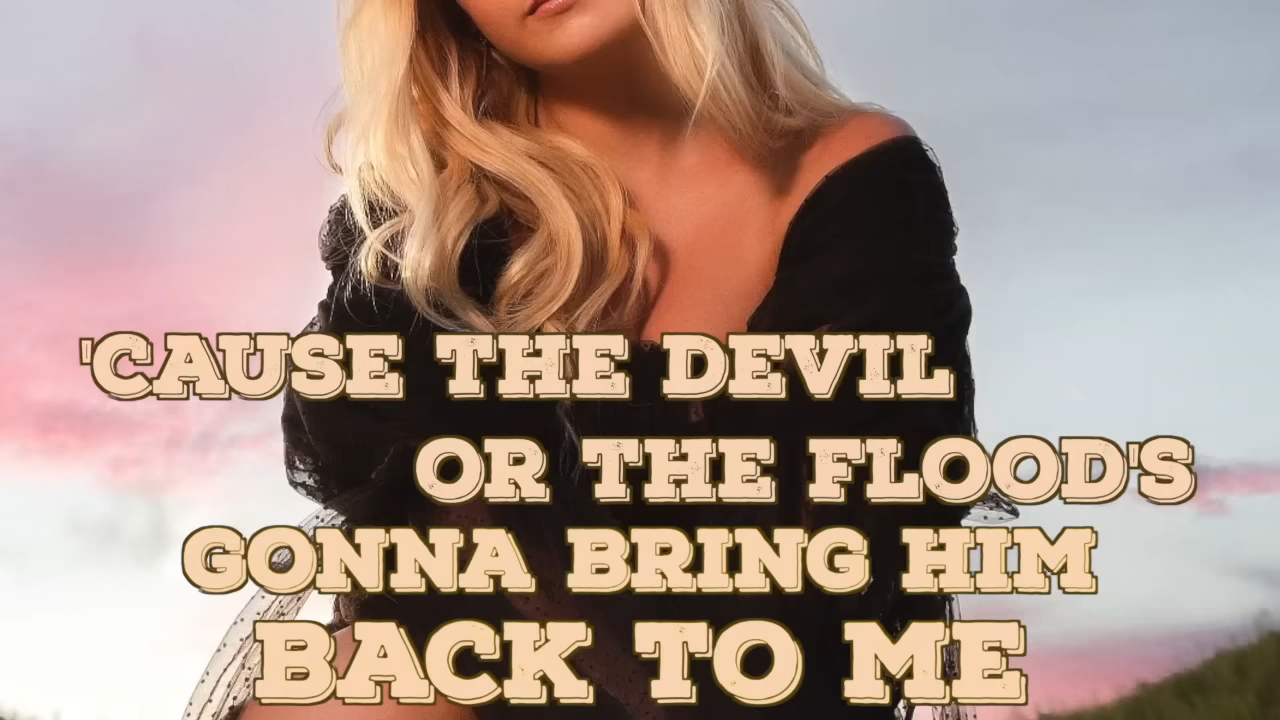 'CAUSE THE DEVIL
OR THE FLOOD'S
GONNA BRING HIM
BACK TO ME